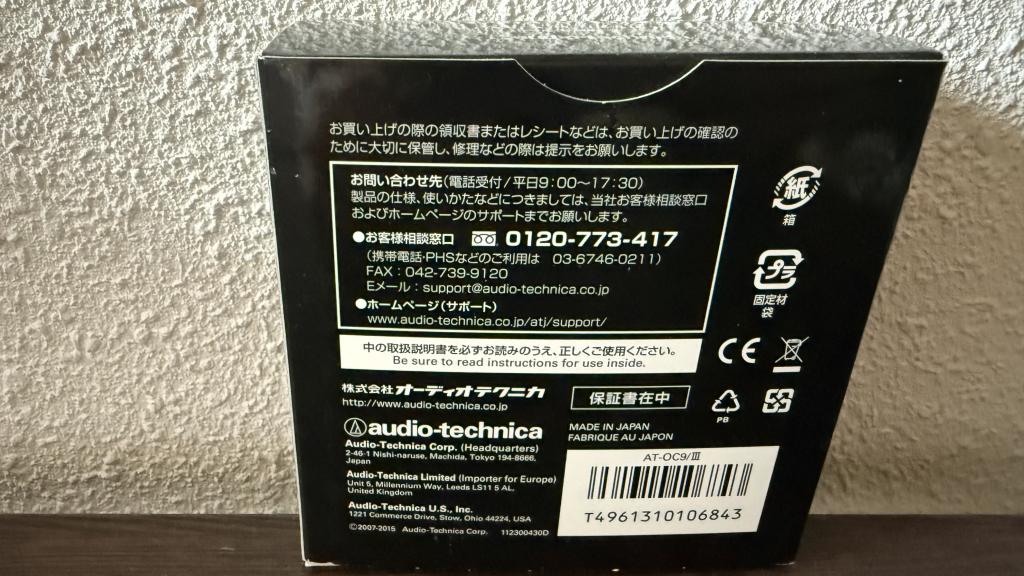 お買い上げの際の領収書またはレシートなどは、お買い上げの確認の
ために大切に保管し、修理などの際は提示をお願いします。
お問い合わせ先(電話受付/平日9:00〜17:30)
製品の仕様、使いかたなどにつきましては、当社お客様相談窓口
およびホームページのサポートまでお願いします。
●お客様相談窓口 0120-773-417
(携帯電話・PHSなどのご利用は 03-6746-0211)
FAX:042-739-9120
Eメール:support@audio-technica.co.jp
●ホームページ(サポート)
www.audio-technica.co.jp/atj/support/
中の取扱説明書を必ずお読みのうえ、正しくご使用ください。
Be sure to read instructions for use inside.
株式会社オーディオテクニカ
http://www.audio-technica.co.jp
audio-technica
Audio-Technica Corp. (Headquarters)
2-46-1 Nishi-naruse, Machida, Tokyo 194-8666,
Japan
Audio-Technica Limited (Importer for Europe)
Unit 5, Millennium Way, Leeds LS11 5 AL,
United Kingdom
Audio-Technica U.S., Inc.
1221 Commerce Drive, Stow, Ohio 44224, USA
©2007-2015 Audio-Technica Corp. 112300430D
保証書在中
MADE IN JAPAN
FABRIQUE AU JAPON
AT-OC9/Ⅲ
T4961310106843
紙
箱
プラ
固定材
袋
CE
PB